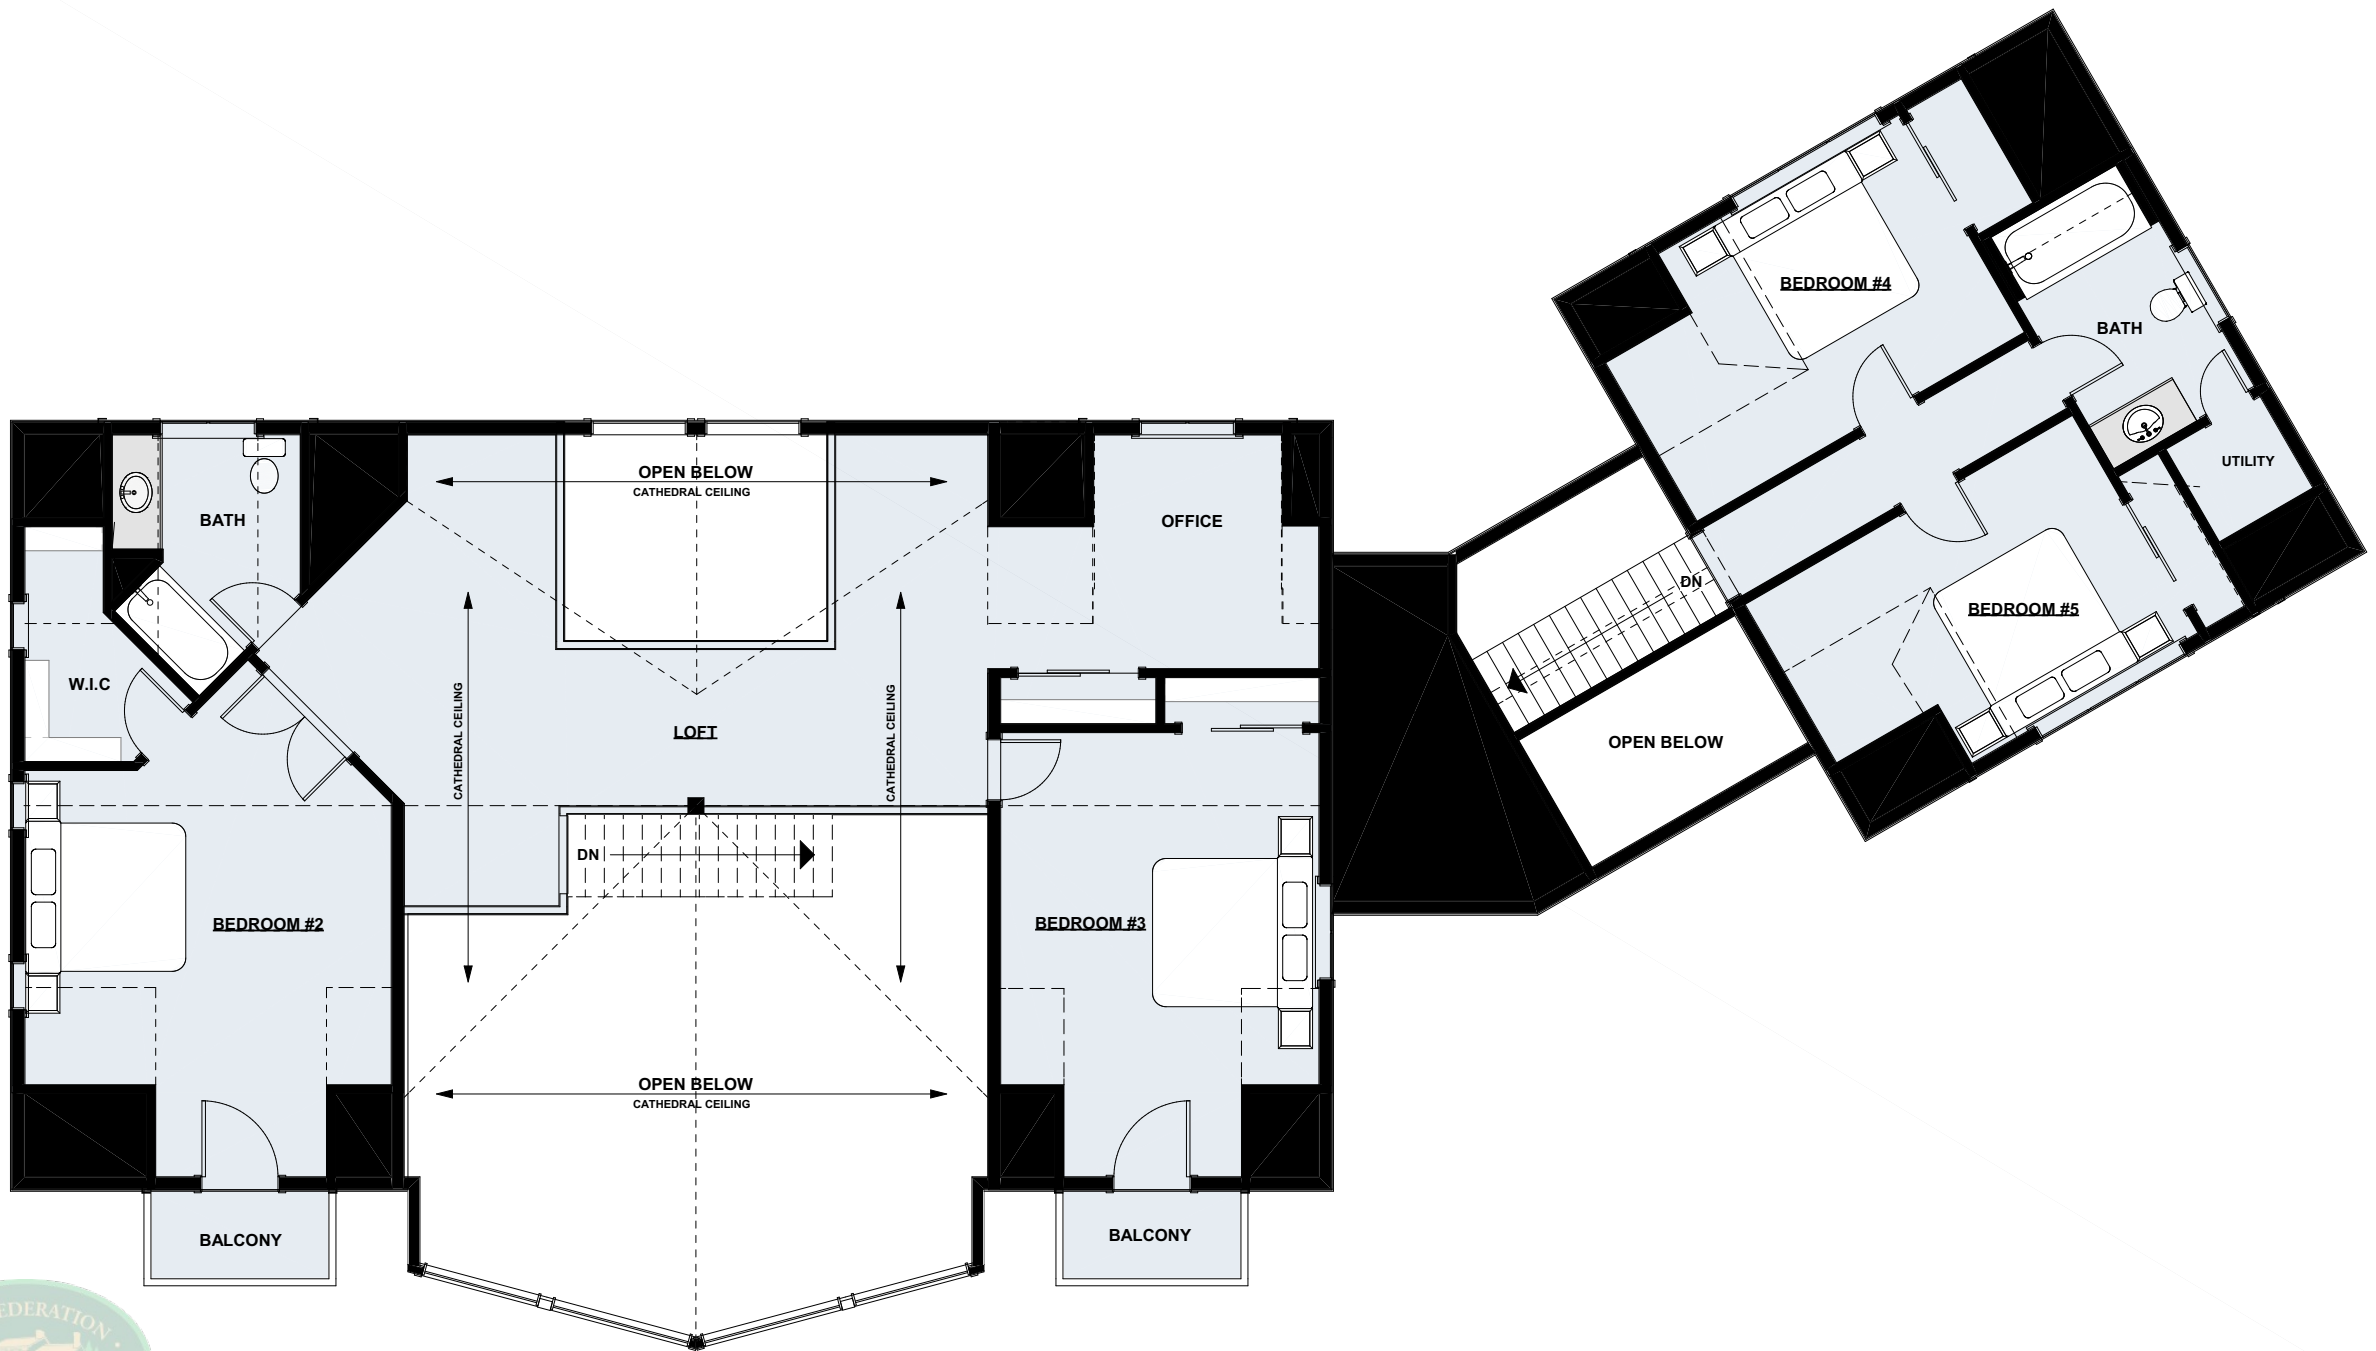 BEDROOM #4
BATH
UTILITY
DN
BEDROOM #5
OPEN BELOW
OPEN BELOW
CATHEDRAL CEILING
BATH
OFFICE
W.I.C
CATHEDRAL CEILING
LOFT
CATHEDRAL CEILING
DN
BEDROOM #2
BEDROOM #3
OPEN BELOW
CATHEDRAL CEILING
BALCONY
BALCONY